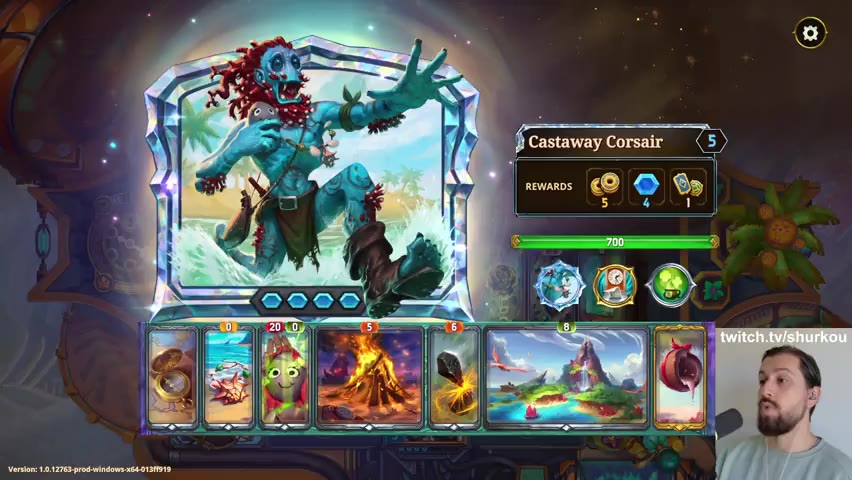 Castaway Corsair 5
REWARDS
5 4 1
700
0 20 0 5 6 8
twitch.tv/shurkou
Version: 1.0.12763-prod-windows-x64-013ff919